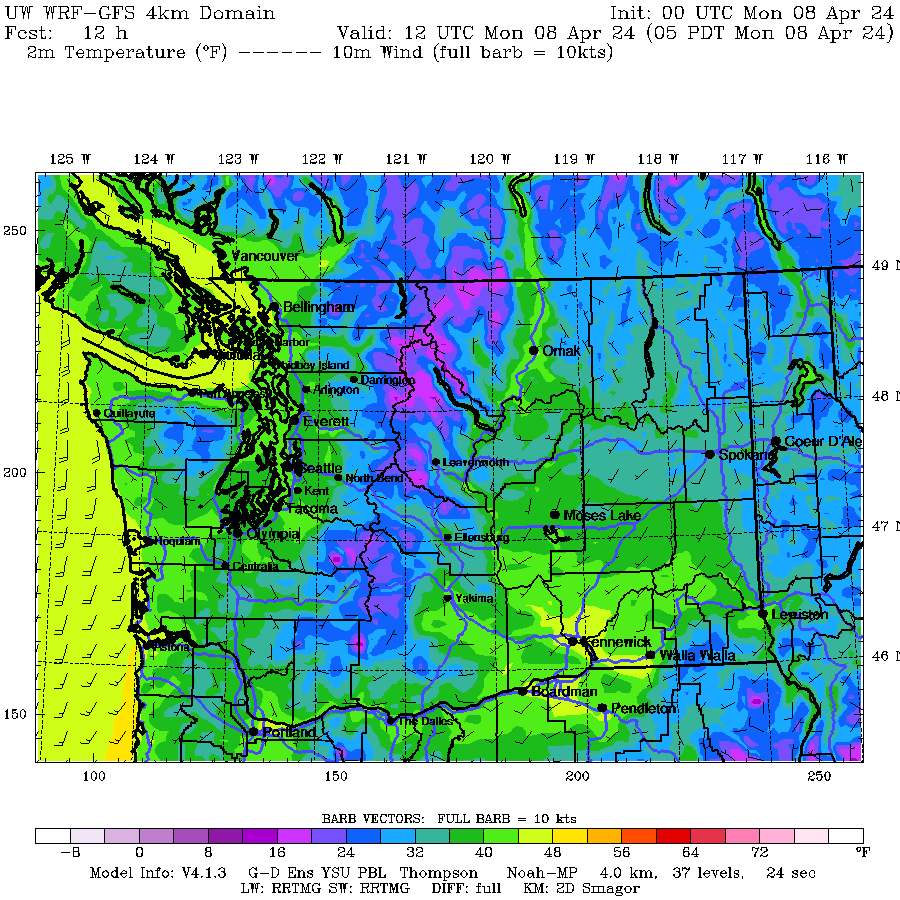 UW WRF-GFS 4km Domain Init: 00 UTC Mon 08 Apr 24
Fcst: 12 h Valid: 12 UTC Mon 08 Apr 24 (05 PDT Mon 08 Apr 24)
2m Temperature (°F) ------ 10m Wind (full barb = 10kts)
125 W 124 W 123 W 122 W 121 W 120 W 119 W 118 W 117 W 116 W
250
Vancouver
49 N
Bellingham
Harbor
Omak
Island
Darrington
Arlington
48 N
Quillayute
Everett
Coeur D'Ale
Spokane
Leavenworth
Seattle
200
North Bend
Kent
Tacoma
Moses Lake
47 N
Olympia
Ellensburg
Hoquiam
Centralia
Yakima
Lewiston
Kennewick
Astoria
Walla Walla
46 N
Boardman
Pendleton
150
The Dalles
Portland
100 150 200 250
BARB VECTORS: FULL BARB = 10 kts
-8 0 8 16 24 32 40 48 56 64 72 °F
Model Info: V4.1.3 G-D Ens YSU PBL Thompson Noah-MP 4.0 km, 37 levels, 24 sec
LW: RRTMG SW: RRTMG DIFF: full KM: 2D Smagor